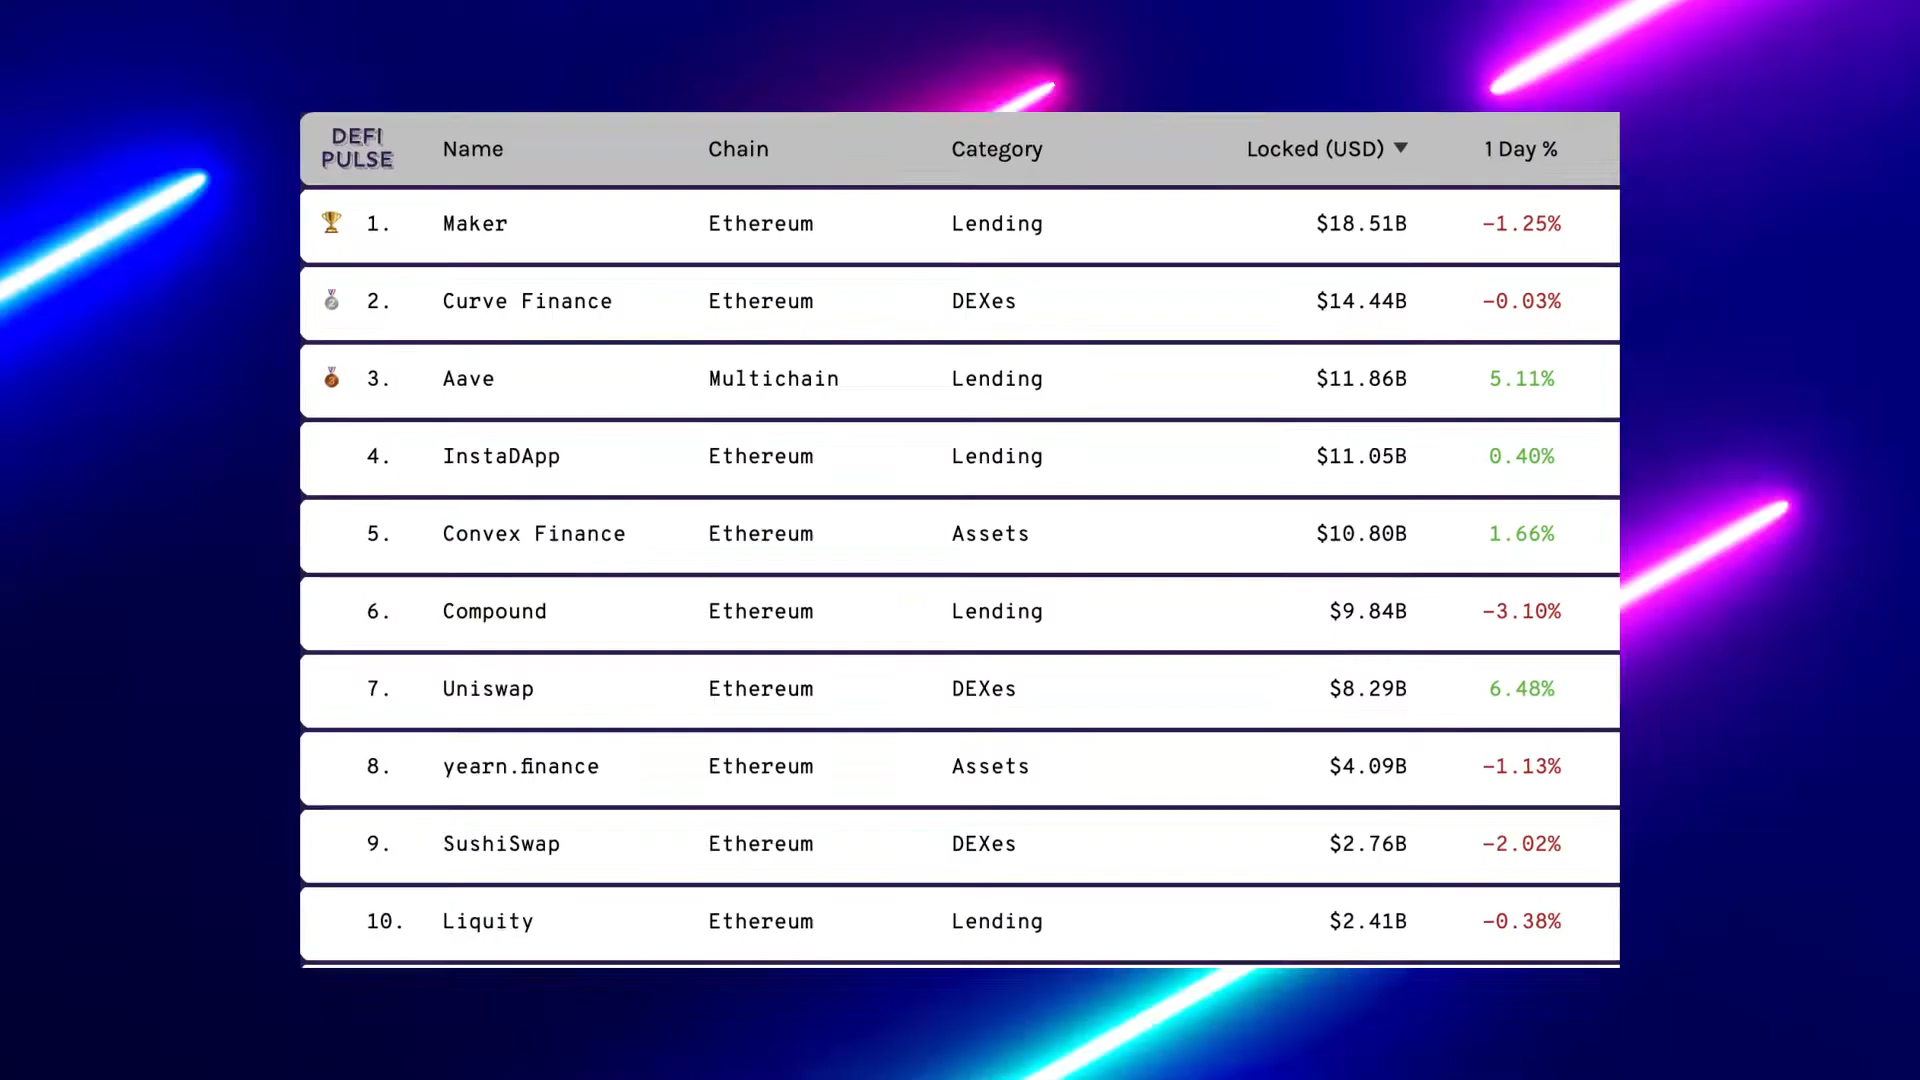 DEFI PULSE Name Chain Category Locked (USD) ▼ 1 Day %
1. Maker Ethereum Lending $18.51B -1.25%
2. Curve Finance Ethereum DEXes $14.44B -0.03%
3. Aave Multichain Lending $11.86B 5.11%
4. InstaDApp Ethereum Lending $11.05B 0.40%
5. Convex Finance Ethereum Assets $10.80B 1.66%
6. Compound Ethereum Lending $9.84B -3.10%
7. Uniswap Ethereum DEXes $8.29B 6.48%
8. yearn.finance Ethereum Assets $4.09B -1.13%
9. SushiSwap Ethereum DEXes $2.76B -2.02%
10. Liquity Ethereum Lending $2.41B -0.38%